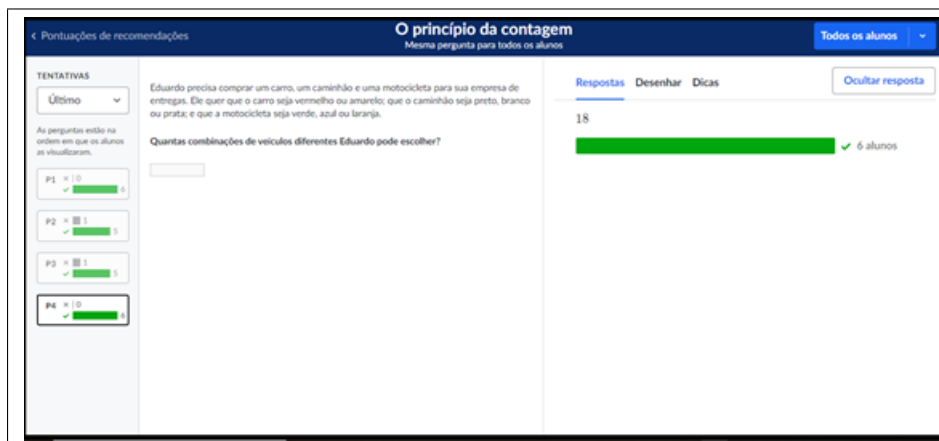 < Pontuações de recomendações
O princípio da contagem
Mesma pergunta para todos os alunos
Todos os alunos
TENTATIVAS
Último
As perguntas estão na
ordem em que os alunos
as visualizaram.
P1 × 0
✓ 6
P2 × 1
✓ 5
P3 × 1
✓ 5
P4 × 0
✓ 6
Eduardo precisa comprar um carro, um caminhão e uma motocicleta para sua empresa de
entregas. Ele quer que o carro seja vermelho ou amarelo; que o caminhão seja preto, branco
ou prata; e que a motocicleta seja verde, azul ou laranja.
Quantas combinações de veículos diferentes Eduardo pode escolher?
Respostas Desenhar Dicas
Ocultar resposta
18
✓ 6 alunos